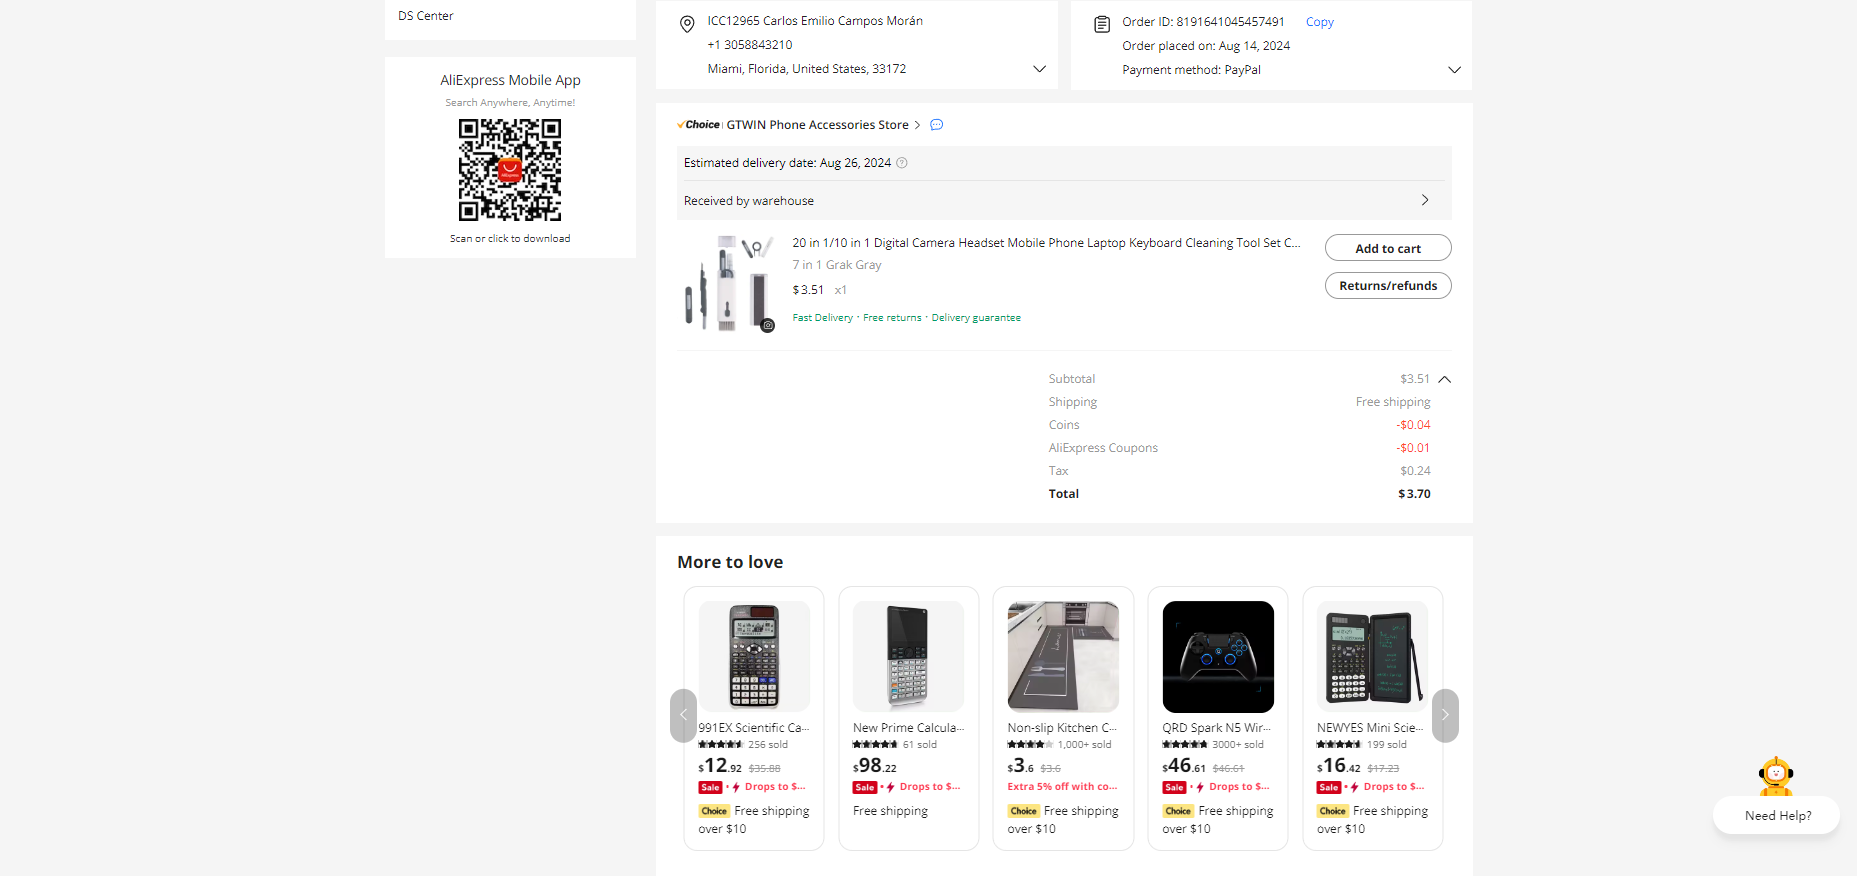 DS Center
AliExpress Mobile App
Search Anywhere, Anytime!
AliExpress
Scan or click to download
ICC12965 Carlos Emilio Campos Morán
+1 3058843210
Miami, Florida, United States, 33172
Order ID: 8191641045457491 Copy
Order placed on: Aug 14, 2024
Payment method: PayPal
Choice GTWIN Phone Accessories Store
Estimated delivery date: Aug 26, 2024
Received by warehouse
20 in 1/10 in 1 Digital Camera Headset Mobile Phone Laptop Keyboard Cleaning Tool Set C...
7 in 1 Grak Gray
$3.51 x1
Fast Delivery · Free returns · Delivery guarantee
Add to cart
Returns/refunds
Subtotal $3.51
Shipping Free shipping
Coins -$0.04
AliExpress Coupons -$0.01
Tax $0.24
Total $3.70
More to love
991EX Scientific Ca...
256 sold
$12.92 $35.88
Sale · Drops to $...
Choice Free shipping
over $10
New Prime Calcula...
61 sold
$98.22
Sale · Drops to $...
Free shipping
Non-slip Kitchen C...
1,000+ sold
$3.6 $3.6
Extra 5% off with co...
Choice Free shipping
over $10
QRD Spark N5 Wir...
3000+ sold
$46.61 $46.61
Sale · Drops to $...
Choice Free shipping
over $10
NEWYES Mini Scie...
199 sold
$16.42 $17.23
Sale · Drops to $...
Choice Free shipping
over $10
Need Help?